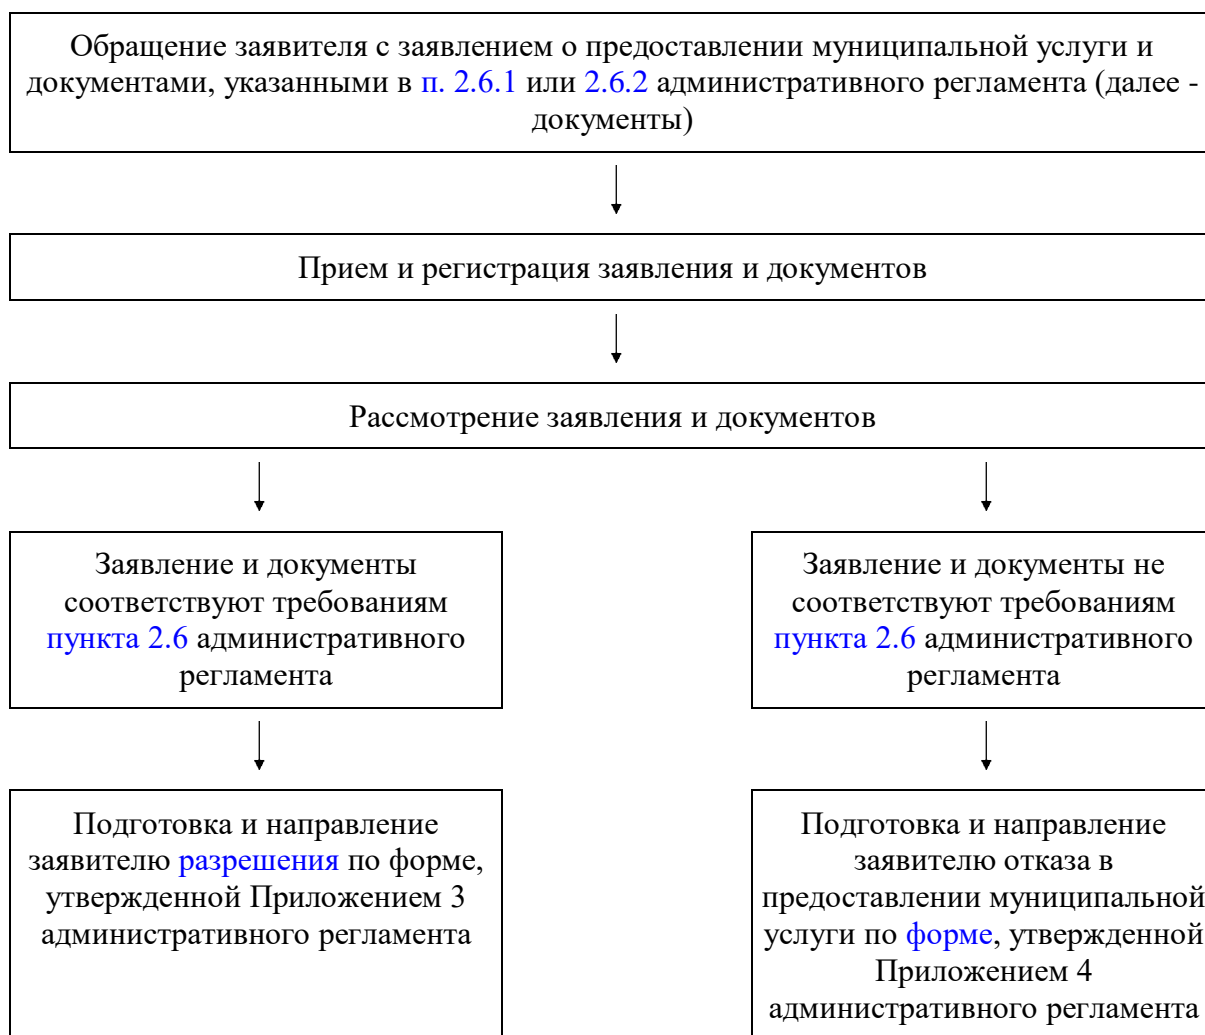 Обращение заявителя с заявлением о предоставлении муниципальной услуги и
документами, указанными в п. 2.6.1 или 2.6.2 административного регламента (далее -
документы)
Прием и регистрация заявления и документов
Рассмотрение заявления и документов
Заявление и документы
соответствуют требованиям
пункта 2.6 административного
регламента
Заявление и документы не
соответствуют требованиям
пункта 2.6 административного
регламента
Подготовка и направление
заявителю разрешения по форме,
утвержденной Приложением 3
административного регламента
Подготовка и направление
заявителю отказа в
предоставлении муниципальной
услуги по форме, утвержденной
Приложением 4
административного регламента